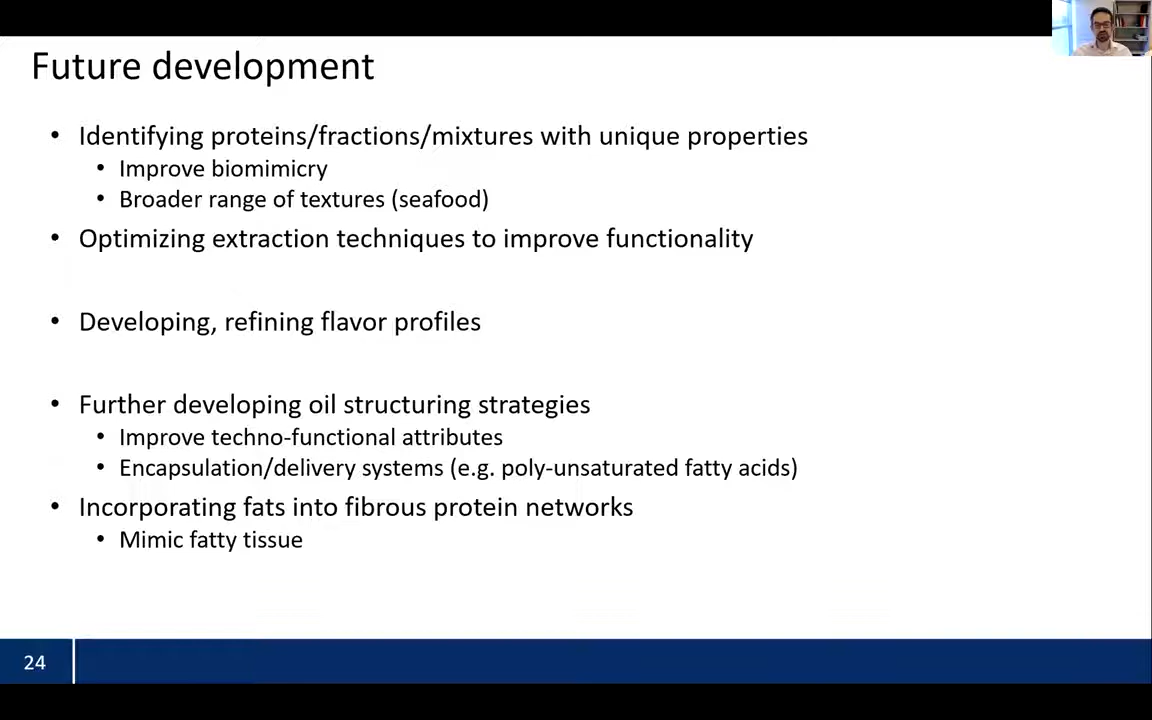 Future development
• Identifying proteins/fractions/mixtures with unique properties
• Improve biomimicry
• Broader range of textures (seafood)
• Optimizing extraction techniques to improve functionality
• Developing, refining flavor profiles
• Further developing oil structuring strategies
• Improve techno-functional attributes
• Encapsulation/delivery systems (e.g. poly-unsaturated fatty acids)
• Incorporating fats into fibrous protein networks
• Mimic fatty tissue
24